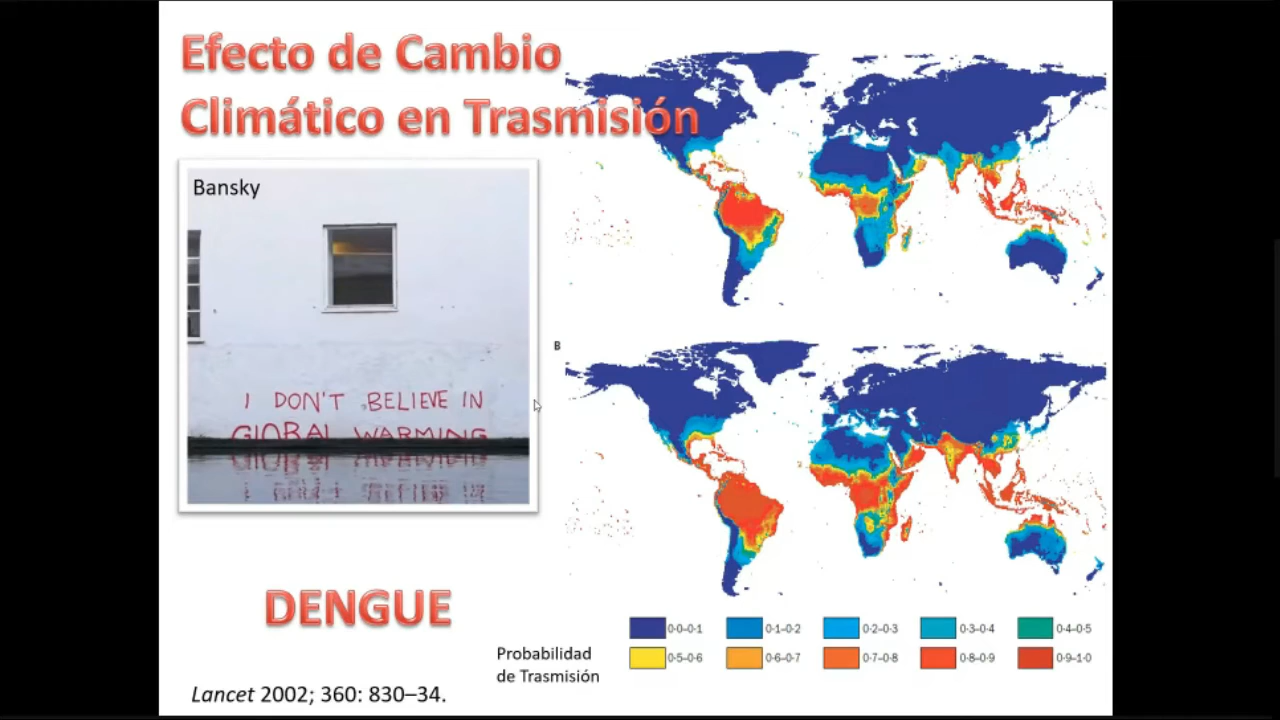 Efecto de Cambio
Climático en Trasmisión
Bansky
I DON'T BELIEVE IN
GLOBAL WARMING
B
DENGUE
Probabilidad
de Trasmisión
0·0–0·1
0·1–0·2
0·2–0·3
0·3–0·4
0·4–0·5
0·5–0·6
0·6–0·7
0·7–0·8
0·8–0·9
0·9–1·0
Lancet 2002; 360: 830–34.